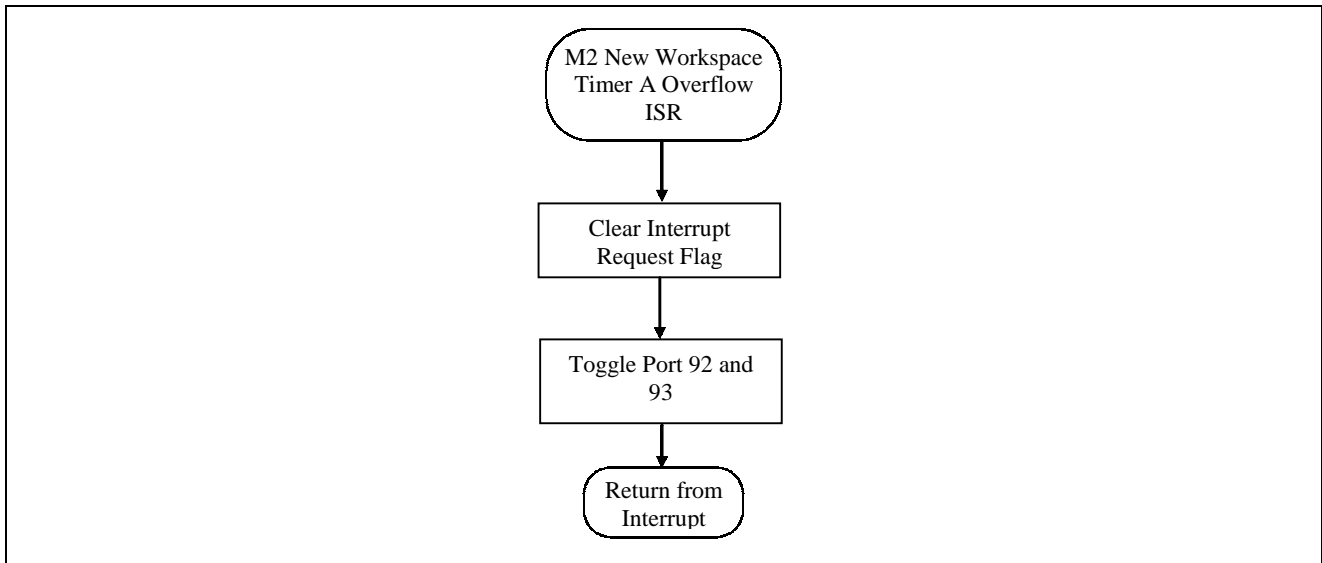 M2 New Workspace
Timer A Overflow
ISR
Clear Interrupt
Request Flag
Toggle Port 92 and
93
Return from
Interrupt